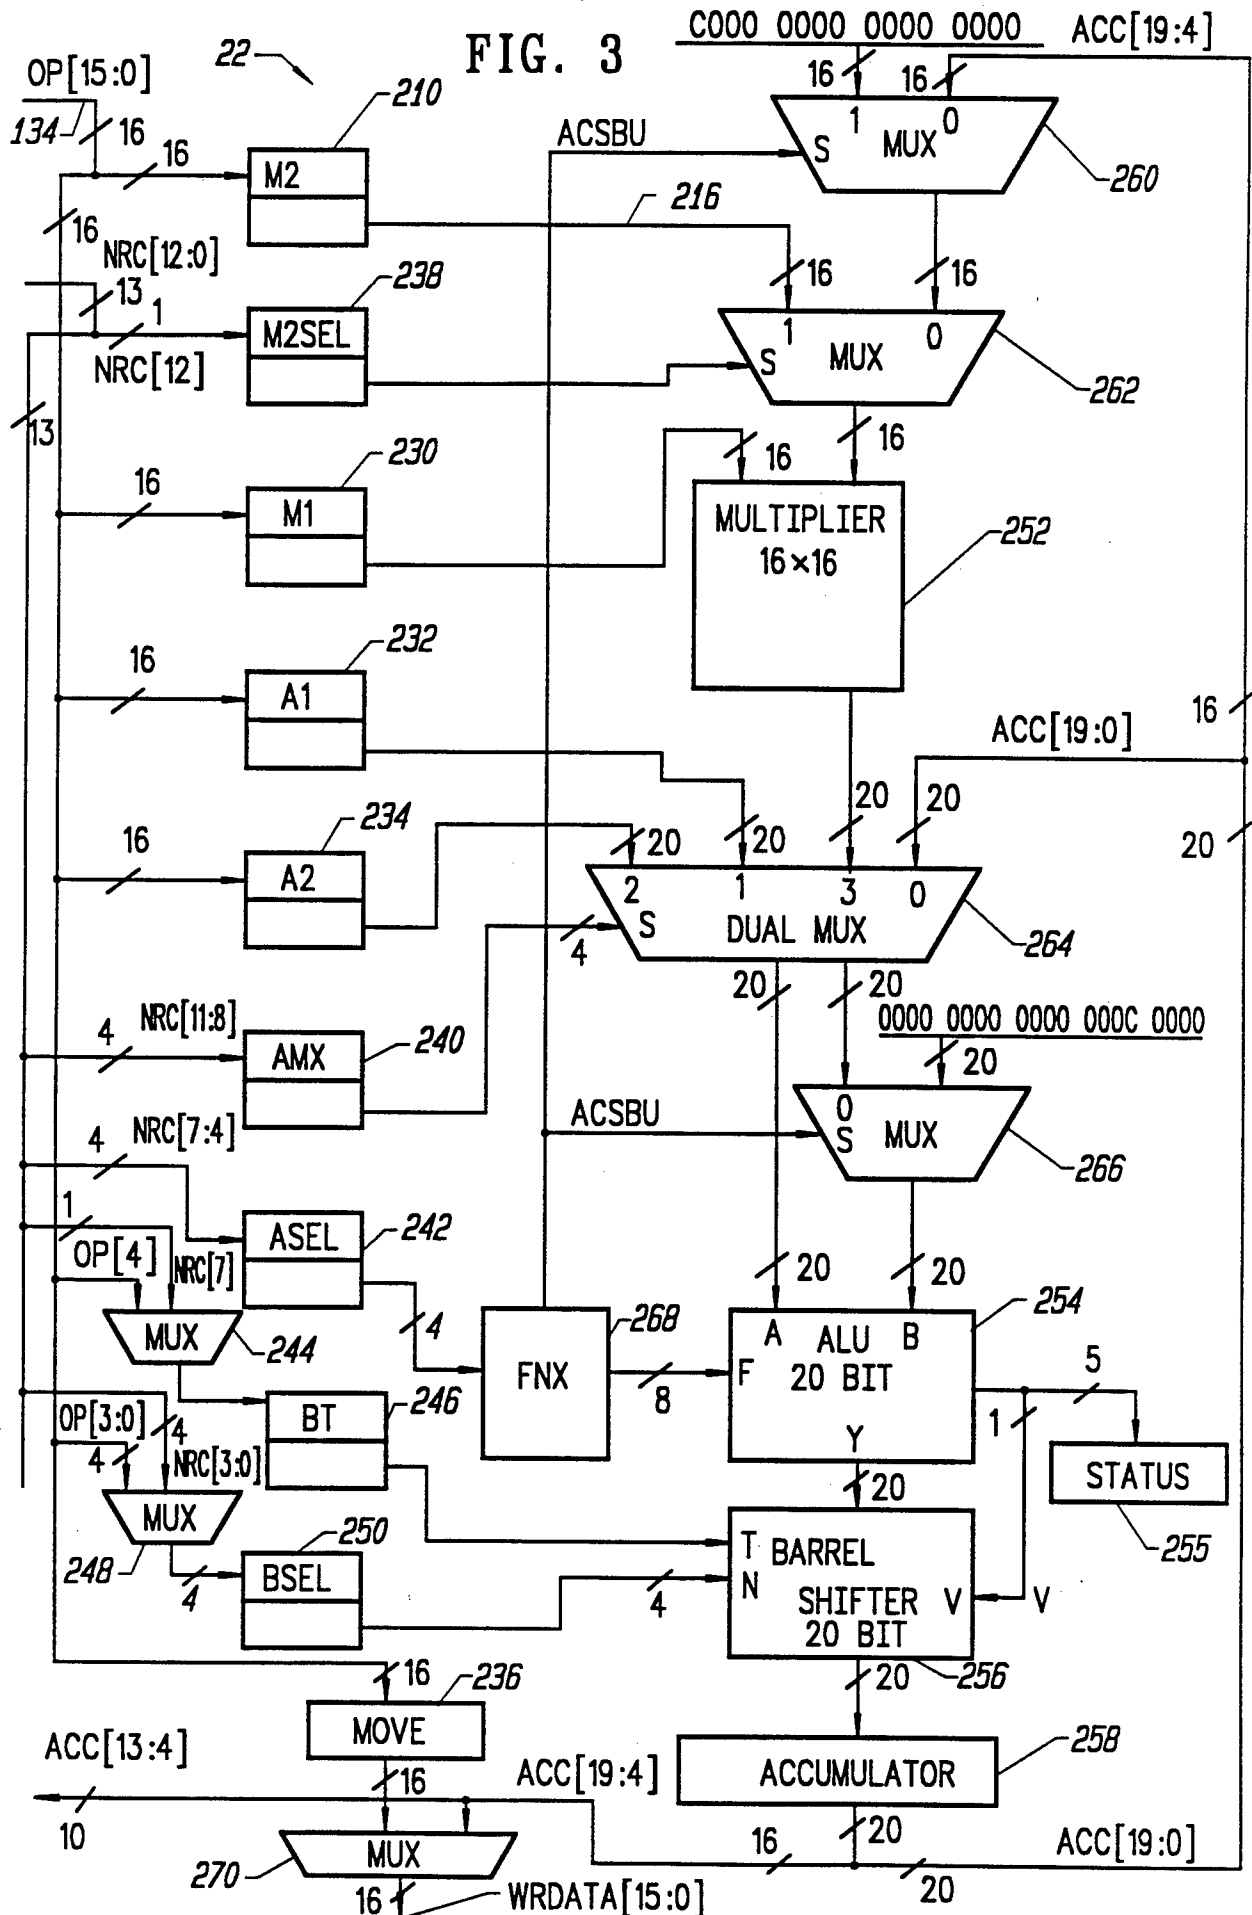 C000 0000 0000 0000
ACC[19:4]
FIG. 3
22
OP[15:0]
134
16
16
210
16
16
1
0
MUX
S
260
ACSBU
M2
216
16
NRC[12:0]
13
238
16
16
1
M2SEL
NRC[12]
1
0
MUX
S
262
13
16
16
230
16
M1
MULTIPLIER
16×16
252
232
16
A1
16
ACC[19:0]
234
16
A2
20
20
20
20
20
2
1
3
0
S
DUAL MUX
264
4
20
20
NRC[11:8]
4
AMX
240
0000 0000 0000 000C 0000
20
NRC[7:4]
4
ACSBU
0
S
MUX
266
1
ASEL
242
OP[4]
NRC[7]
20
20
MUX
244
4
FNX
268
8
A
ALU
B
F
20 BIT
Y
254
5
1
BT
246
OP[3:0]
4
4
NRC[3:0]
STATUS
255
20
MUX
248
4
250
BSEL
4
T
BARREL
N
SHIFTER
V
V
20 BIT
256
16
236
20
MOVE
258
ACCUMULATOR
ACC[13:4]
16
ACC[19:4]
10
MUX
270
16
20
ACC[19:0]
20
16
WRDATA[15:0]